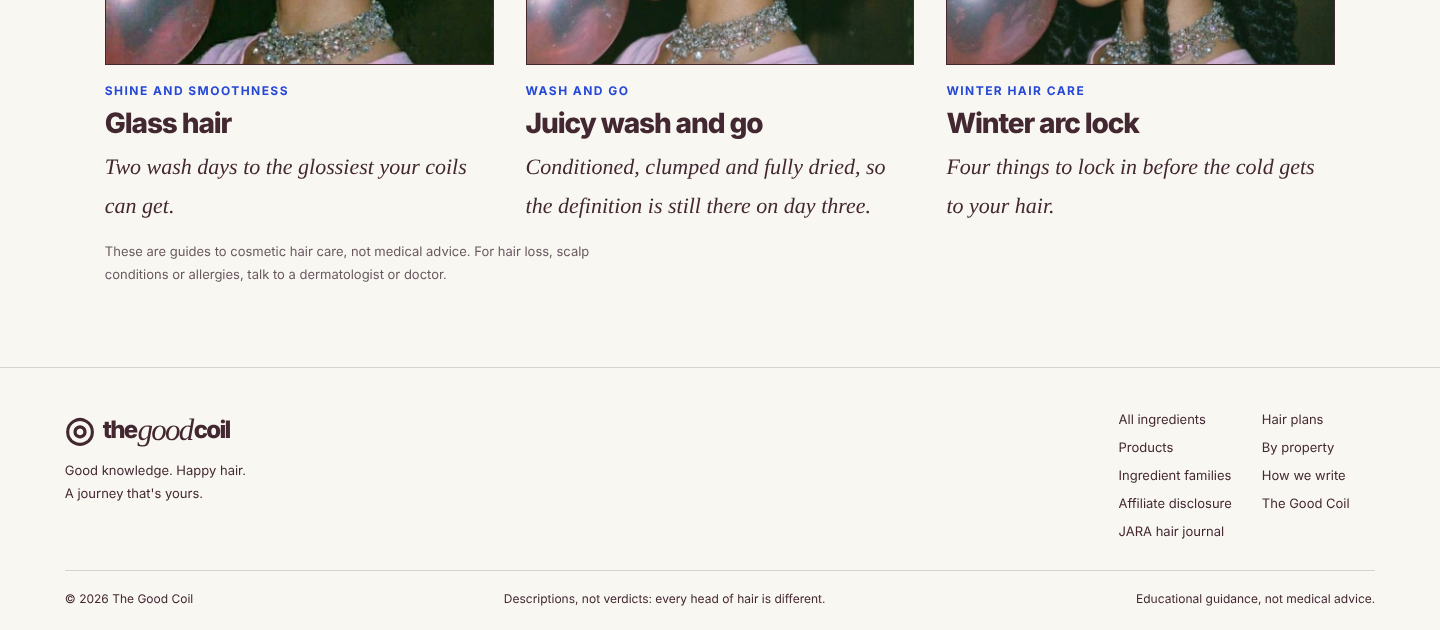 SHINE AND SMOOTHNESS
Glass hair
Two wash days to the glossiest your coils
can get.
WASH AND GO
Juicy wash and go
Conditioned, clumped and fully dried, so
the definition is still there on day three.
WINTER HAIR CARE
Winter arc lock
Four things to lock in before the cold gets
to your hair.
These are guides to cosmetic hair care, not medical advice. For hair loss, scalp
conditions or allergies, talk to a dermatologist or doctor.
thegoodcoil
Good knowledge. Happy hair.
A journey that's yours.
All ingredients
Products
Ingredient families
Affiliate disclosure
JARA hair journal
Hair plans
By property
How we write
The Good Coil
© 2026 The Good Coil
Descriptions, not verdicts: every head of hair is different.
Educational guidance, not medical advice.